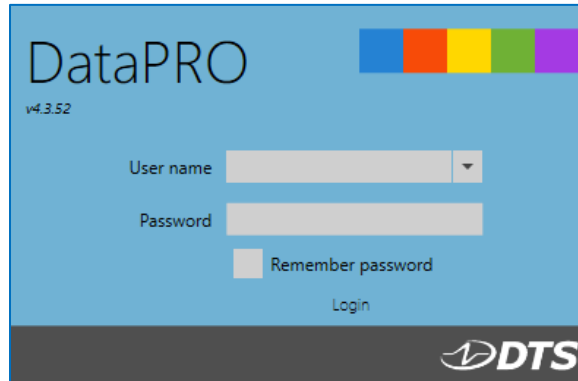 DataPRO
v4.3.52
User name
Password
Remember password
Login
DTS